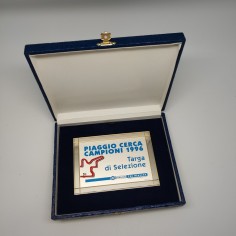 PIAGGIO CERCA
CAMPIONI 1996
Targa
di Selezione